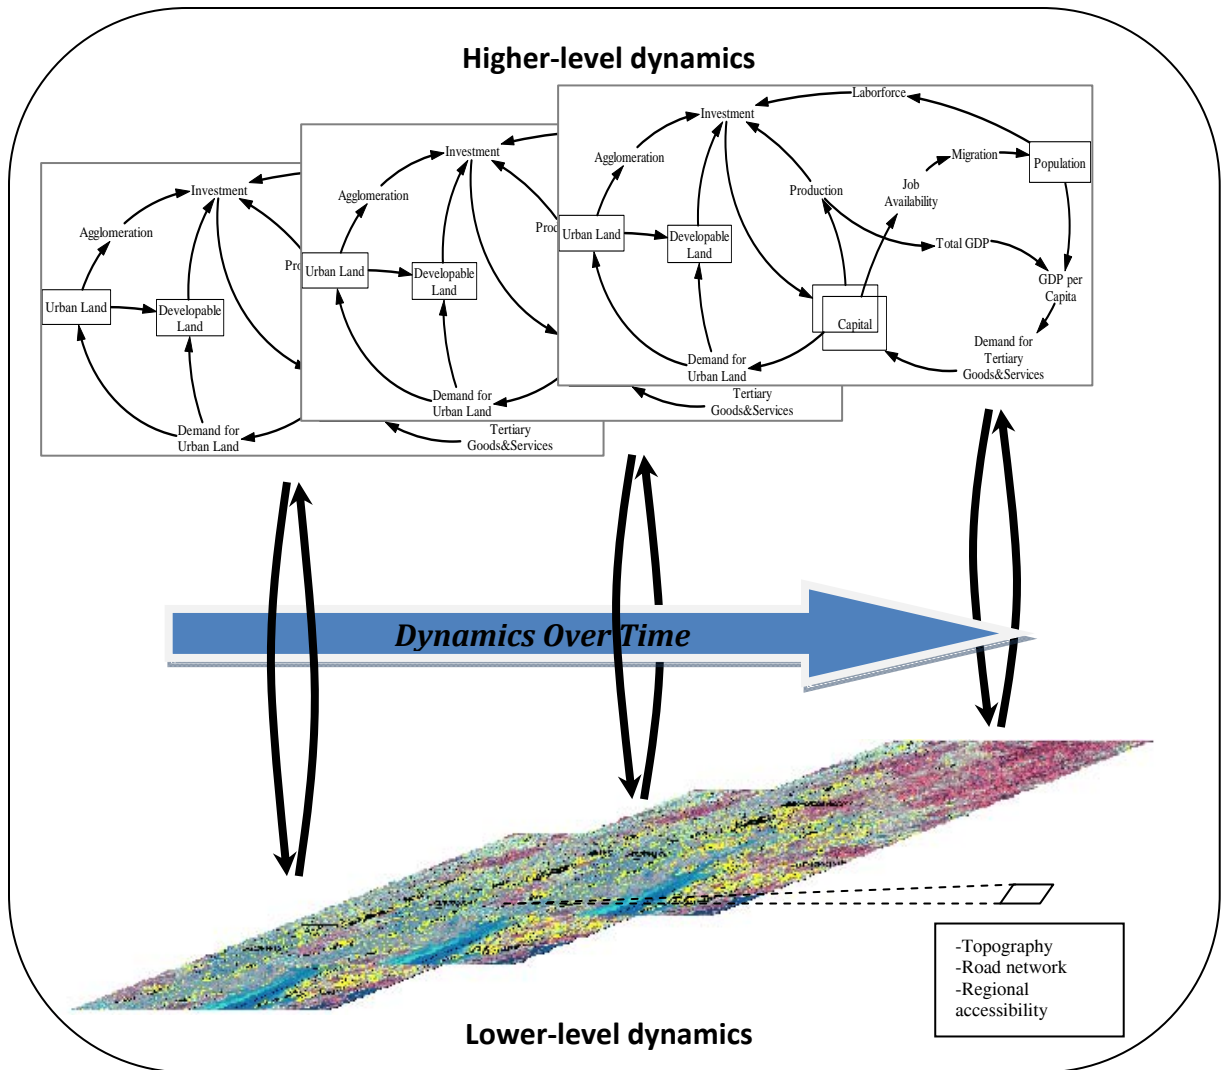 Higher-level dynamics
Laborforce
Investment
Agglomeration
Migration
Population
Production
Job
Availability
Urban Land
Developable
Land
Total GDP
GDP per
Capita
Capital
Demand for
Tertiary
Goods&Services
Demand for
Urban Land
Investment
Agglomeration
Proc
Urban Land
Developable
Land
Demand for
Urban Land
Tertiary
Goods&Services
Investment
Agglomeration
Pro
Urban Land
Developable
Land
Demand for
Urban Land
Tertiary
Goods&Services
Dynamics Over Time
-Topography
-Road network
-Regional
accessibility
Lower-level dynamics